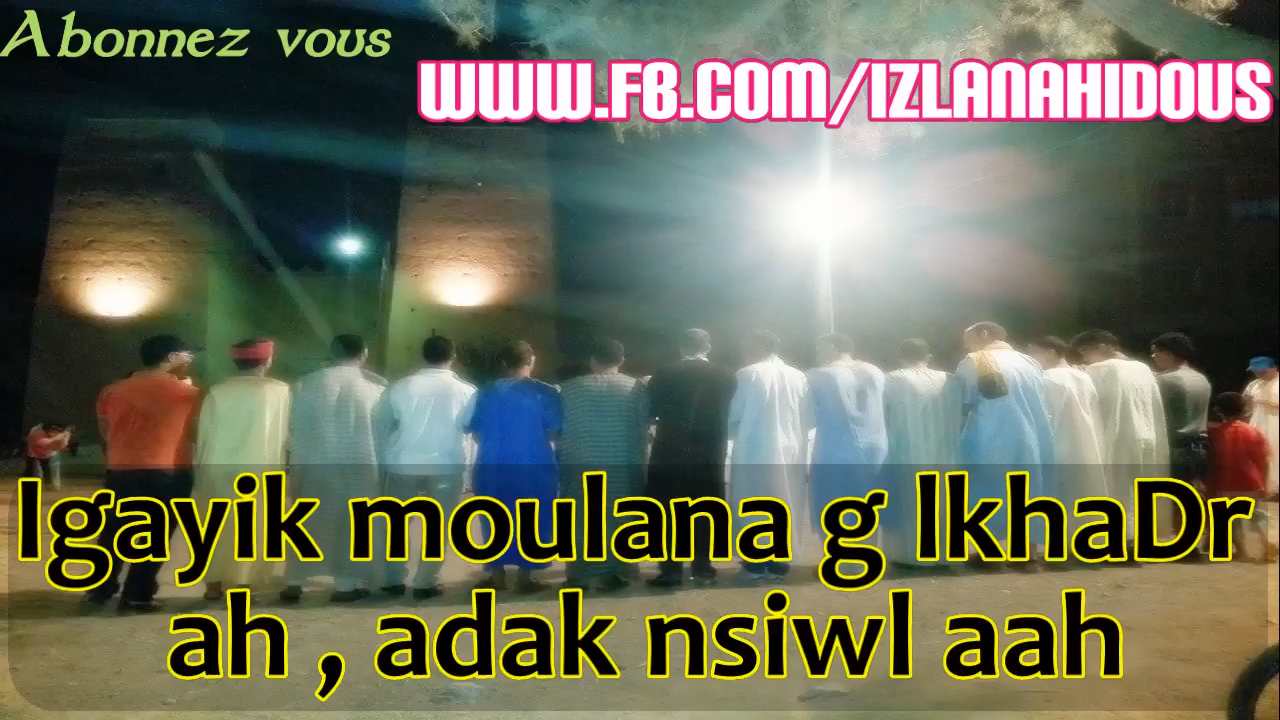 Abonnez vous
WWW.FB.COM/IZLANAHIDOUS
Igayik moulana g lkhaDr
ah , adak nsiwl aah